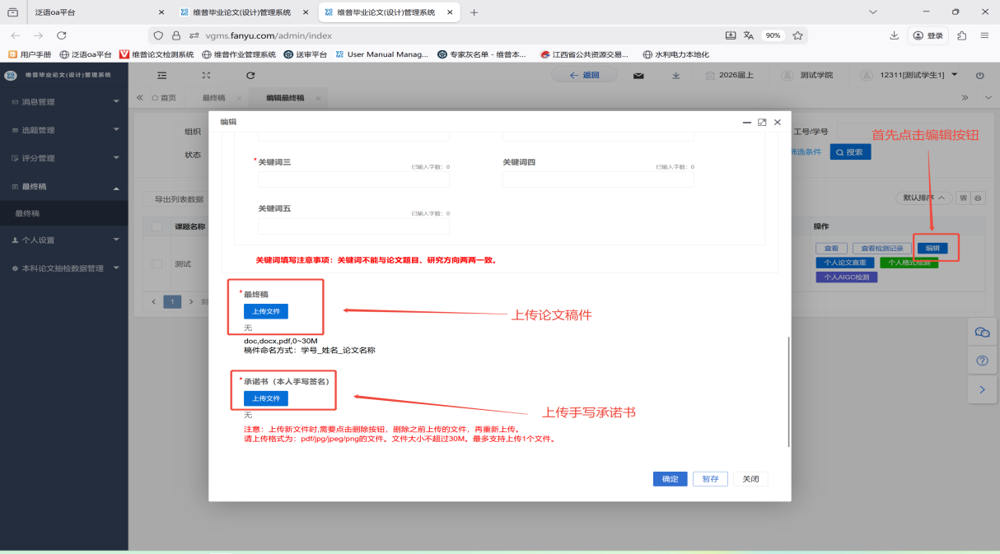 泛语oa平台
维普毕业论文(设计)管理系统
维普毕业论文(设计)管理系统
vgms.fanyu.com/admin/index
90%
登录
用户手册
泛语oa平台
维普论文检测系统
维普作业管理系统
送审平台
User Manual Manag...
专家灰名单 - 维普本...
江西省公共资源交易...
水利电力本地化
维普毕业论文(设计)管理系统
返回
2026届上
测试学院
12311[测试学生1]
首页
最终稿
编辑最终稿
消息管理
选题管理
评分管理
最终稿
最终稿
个人设置
本科论文抽检数据管理
组织
状态
工号/学号
筛选条件
搜索
首先点击编辑按钮
导出列表数据
默认排序
课题名称
操作
测试
查看
查看检测记录
编辑
个人论文查重
个人格式检测
个人AIGC检测
1
到
编辑
*关键词三
已输入字数：0
关键词四
已输入字数：0
关键词五
已输入字数：0
关键词填写注意事项：关键词不能与论文题目、研究方向两两一致。
*最终稿
上传文件
无
上传论文稿件
doc,docx,pdf,0~30M
稿件命名方式：学号_姓名_论文名称
*承诺书（本人手写签名）
上传文件
无
上传手写承诺书
注意：上传新文件时,需要点击删除按钮，删除之前上传的文件，再重新上传。
请上传格式为：pdf/jpg/jpeg/png的文件。文件大小不超过30M。最多支持上传1个文件。
确定
暂存
关闭